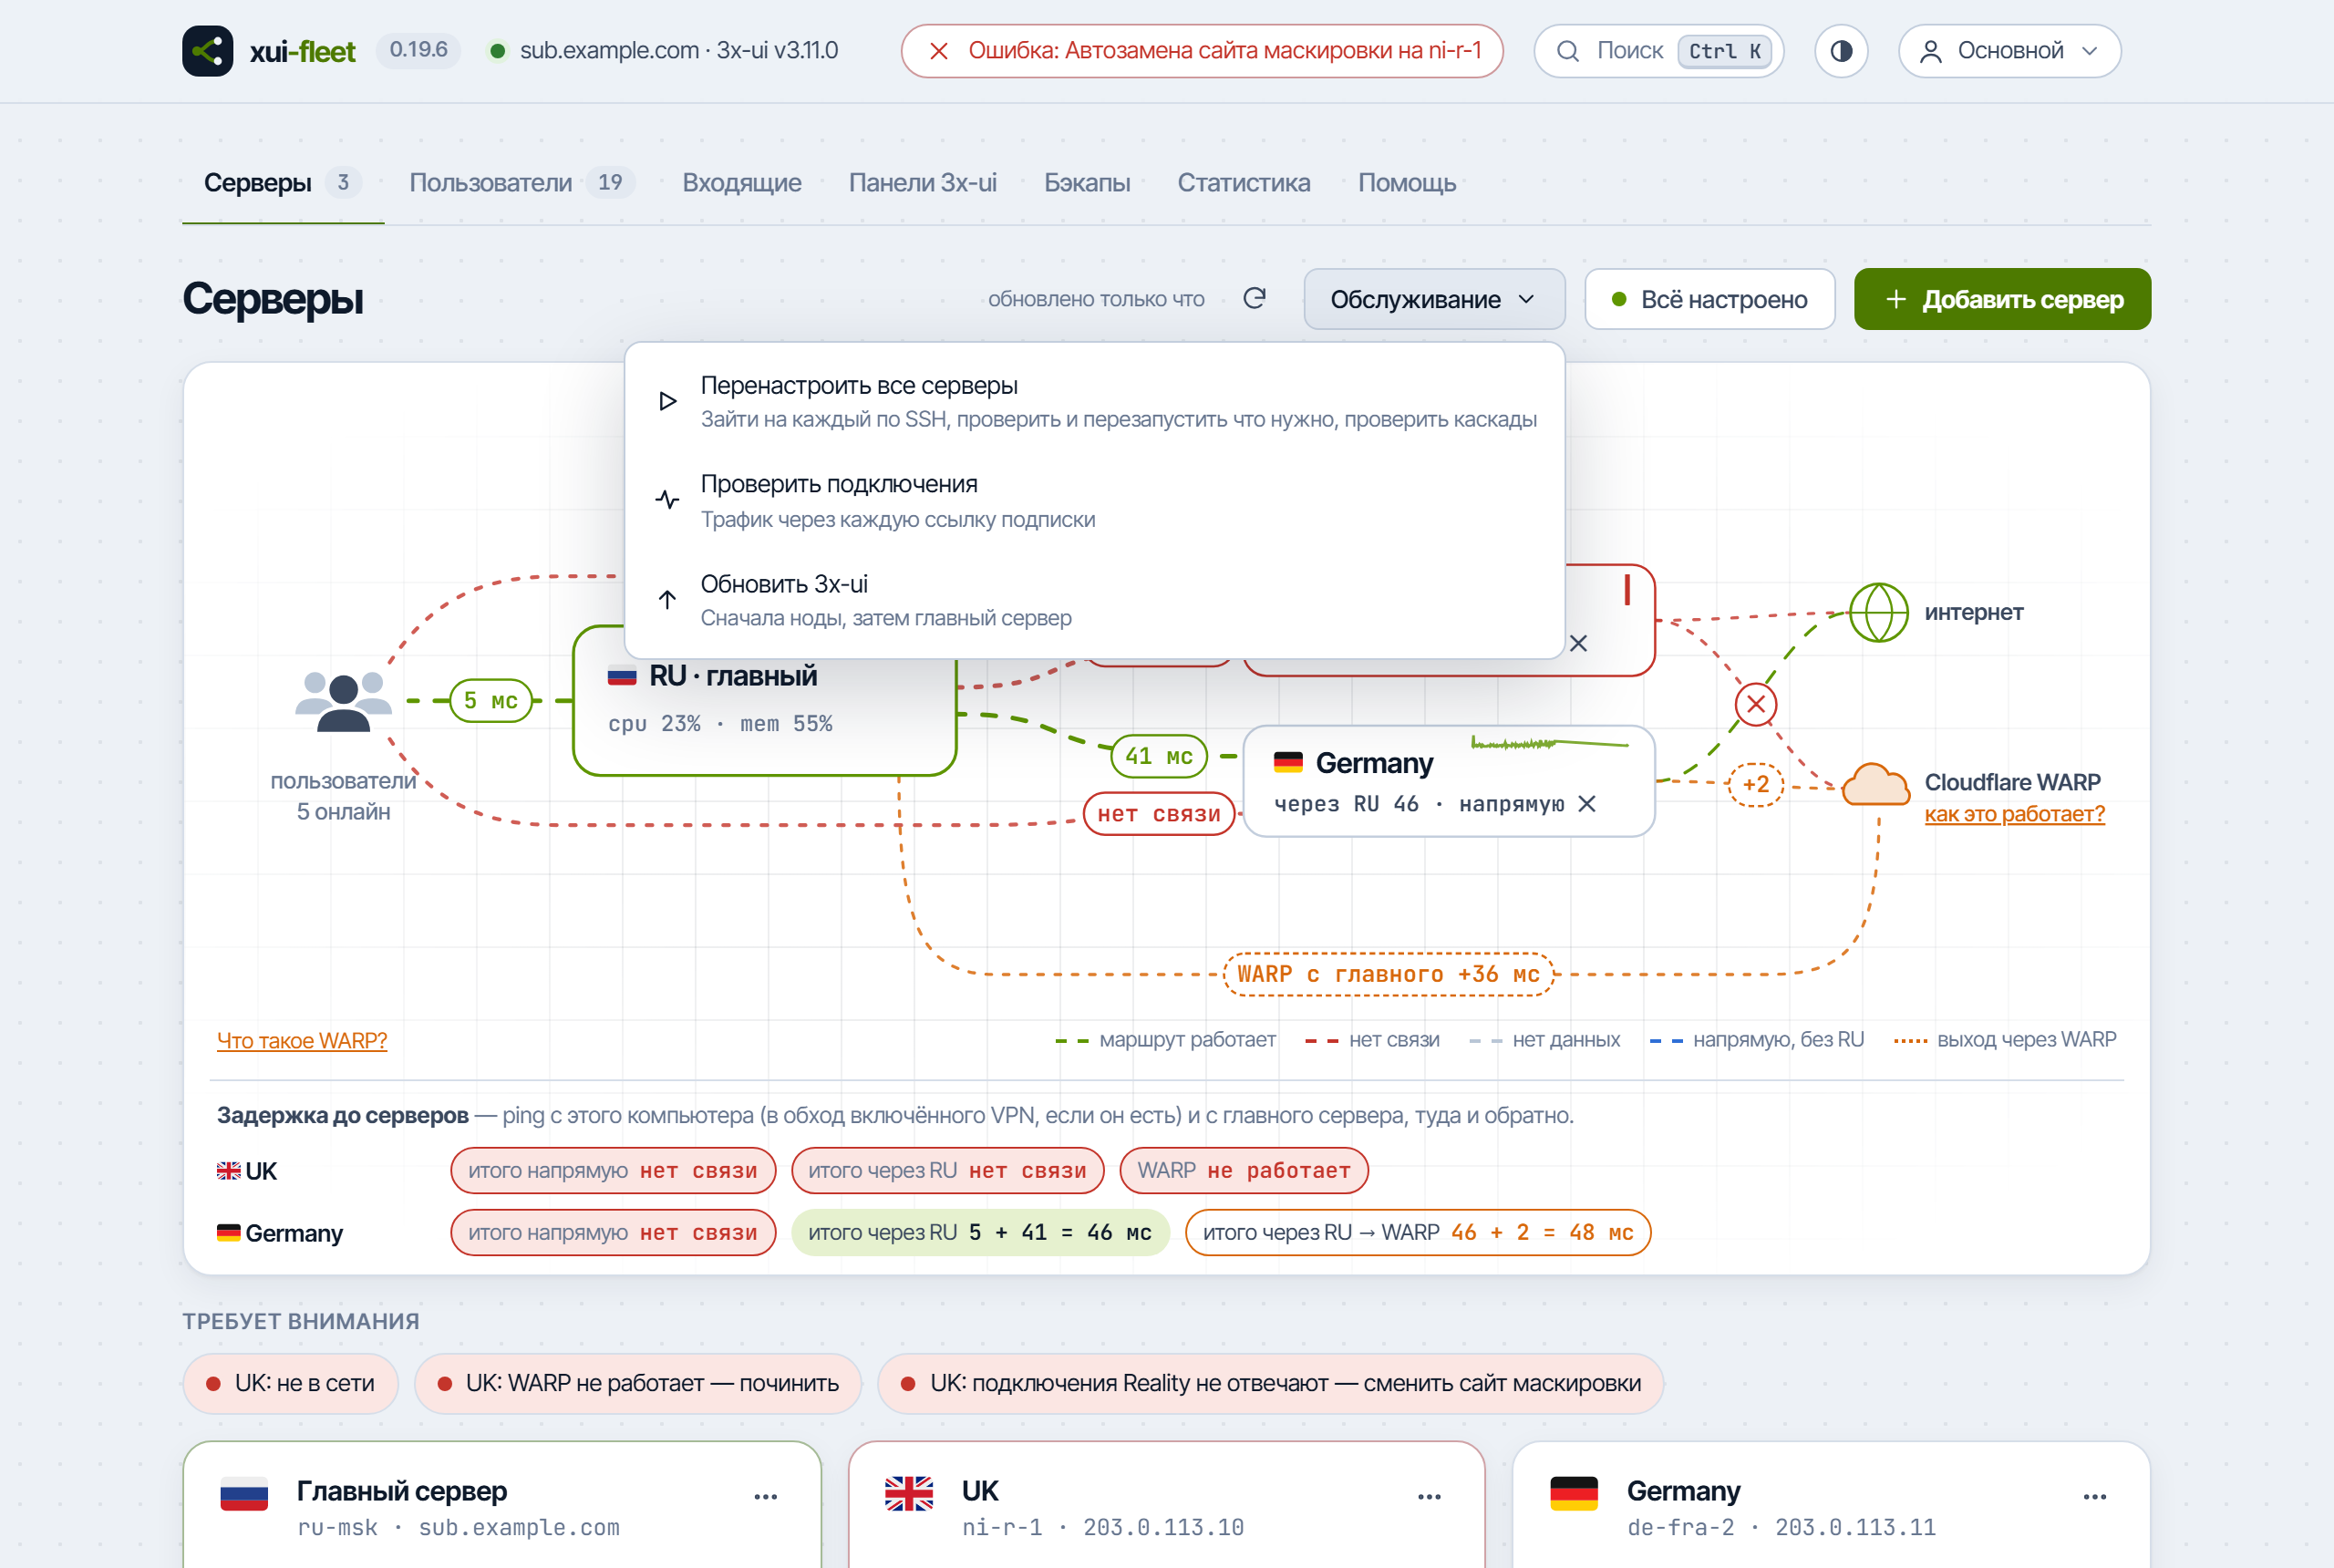 xui-fleet 0.19.6 sub.example.com · 3x-ui v3.11.0 Ошибка: Автозамена сайта маскировки на ni-r-1 Поиск Ctrl K Основной
Серверы 3 Пользователи 19 Входящие Панели 3x-ui Бэкапы Статистика Помощь
Серверы обновлено только что Обслуживание Всё настроено + Добавить сервер
Перенастроить все серверы
Зайти на каждый по SSH, проверить и перезапустить что нужно, проверить каскады
Проверить подключения
Трафик через каждую ссылку подписки
Обновить 3x-ui
Сначала ноды, затем главный сервер
интернет
RU · главный
5 мс
cpu 23% · mem 55%
41 мс
Germany
через RU 46 · напрямую ✕
+2
Cloudflare WARP
как это работает?
пользователи
5 онлайн
нет связи
WARP с главного +36 мс
Что такое WARP?
маршрут работает нет связи нет данных напрямую, без RU выход через WARP
Задержка до серверов — ping с этого компьютера (в обход включённого VPN, если он есть) и с главного сервера, туда и обратно.
UK итого напрямую нет связи итого через RU нет связи WARP не работает
Germany итого напрямую нет связи итого через RU 5 + 41 = 46 мс итого через RU → WARP 46 + 2 = 48 мс
ТРЕБУЕТ ВНИМАНИЯ
UK: не в сети UK: WARP не работает — починить UK: подключения Reality не отвечают — сменить сайт маскировки
Главный сервер
ru-msk · sub.example.com
UK
ni-r-1 · 203.0.113.10
Germany
de-fra-2 · 203.0.113.11